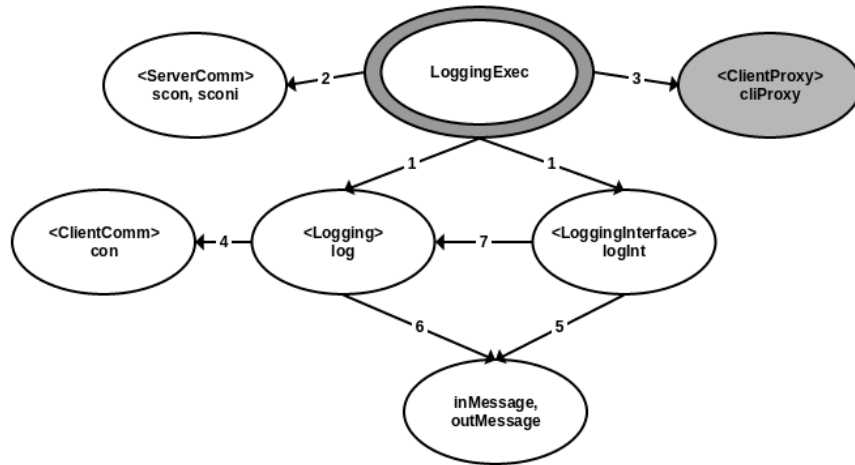 <ServerComm>
scon, sconi
2
LoggingExec
3
<ClientProxy>
cliProxy
1
1
<ClientComm>
con
4
<Logging>
log
7
<LoggingInterface>
logInt
6
5
inMessage,
outMessage